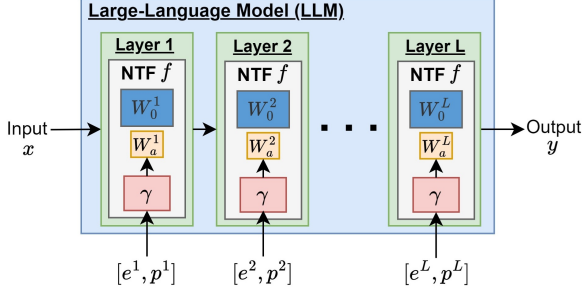 Large-Language Model (LLM)
Layer 1 Layer 2 Layer L
NTF f NTF f NTF f
W_0^1 W_0^2 W_0^L
Input x
W_a^1 W_a^2 · · · W_a^L
Output y
γ γ γ
[e^1, p^1] [e^2, p^2] [e^L, p^L]